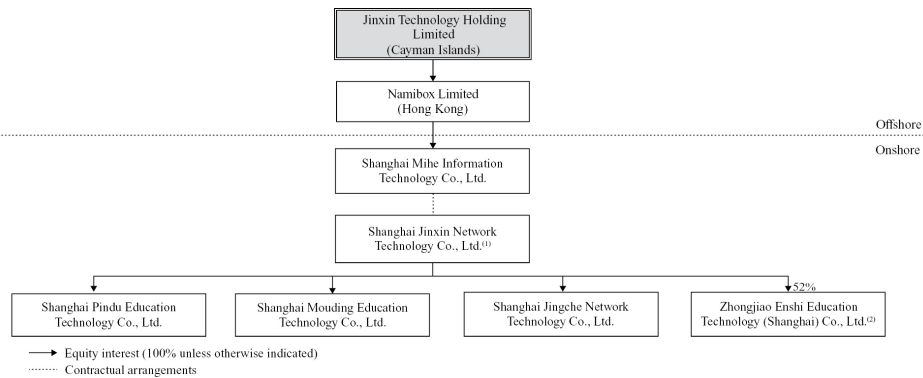 Jinxin Technology Holding
Limited
(Cayman Islands)
Namibox Limited
(Hong Kong)
Offshore
Onshore
Shanghai Mihe Information
Technology Co., Ltd.
Shanghai Jinxin Network
Technology Co., Ltd.(1)
52%
Shanghai Pindu Education
Technology Co., Ltd.
Shanghai Mouding Education
Technology Co., Ltd.
Shanghai Jingche Network
Technology Co., Ltd.
Zhongjiao Enshi Education
Technology (Shanghai) Co., Ltd.(2)
Equity interest (100% unless otherwise indicated)
Contractual arrangements